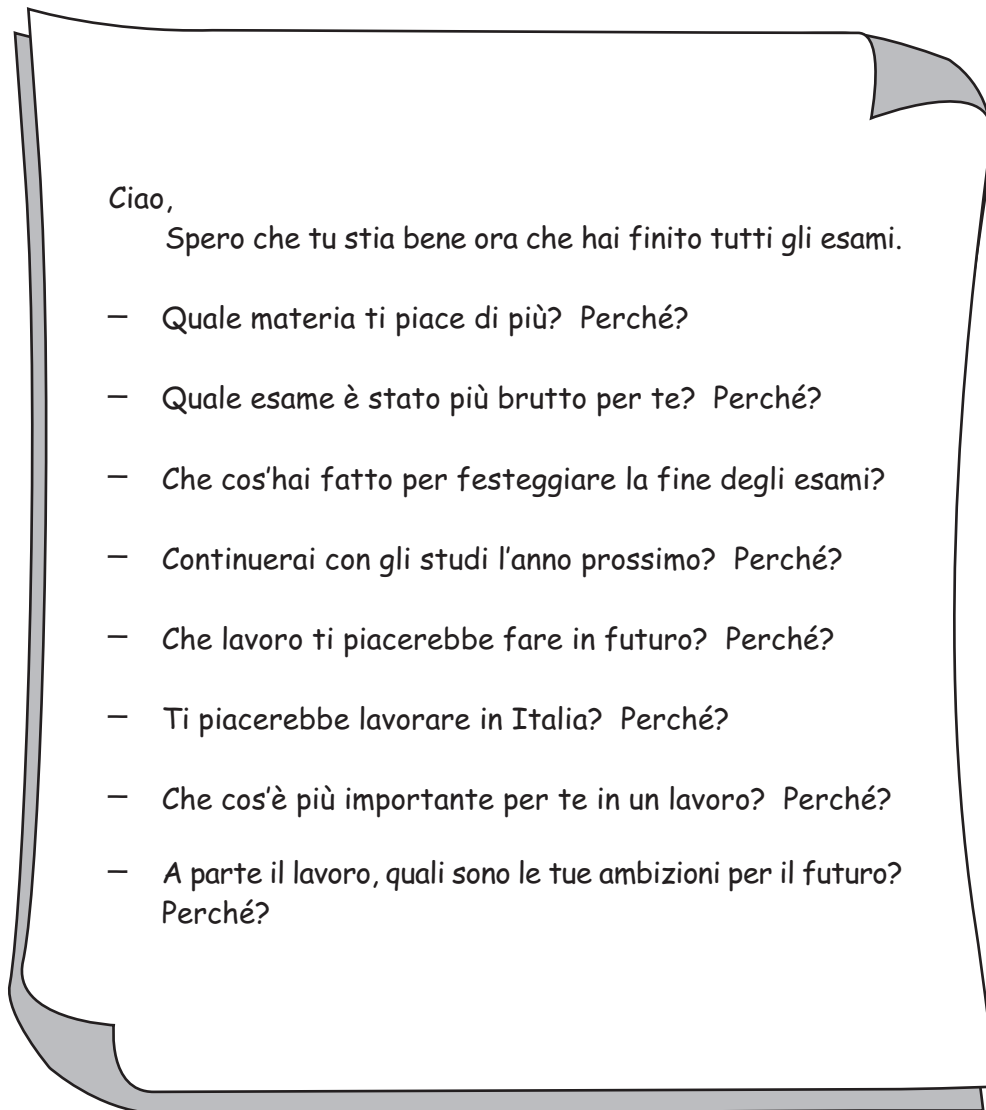 Ciao,
Spero che tu stia bene ora che hai finito tutti gli esami.
– Quale materia ti piace di più? Perché?
– Quale esame è stato più brutto per te? Perché?
– Che cos'hai fatto per festeggiare la fine degli esami?
– Continuerai con gli studi l'anno prossimo? Perché?
– Che lavoro ti piacerebbe fare in futuro? Perché?
– Ti piacerebbe lavorare in Italia? Perché?
– Che cos'è più importante per te in un lavoro? Perché?
– A parte il lavoro, quali sono le tue ambizioni per il futuro?
Perché?